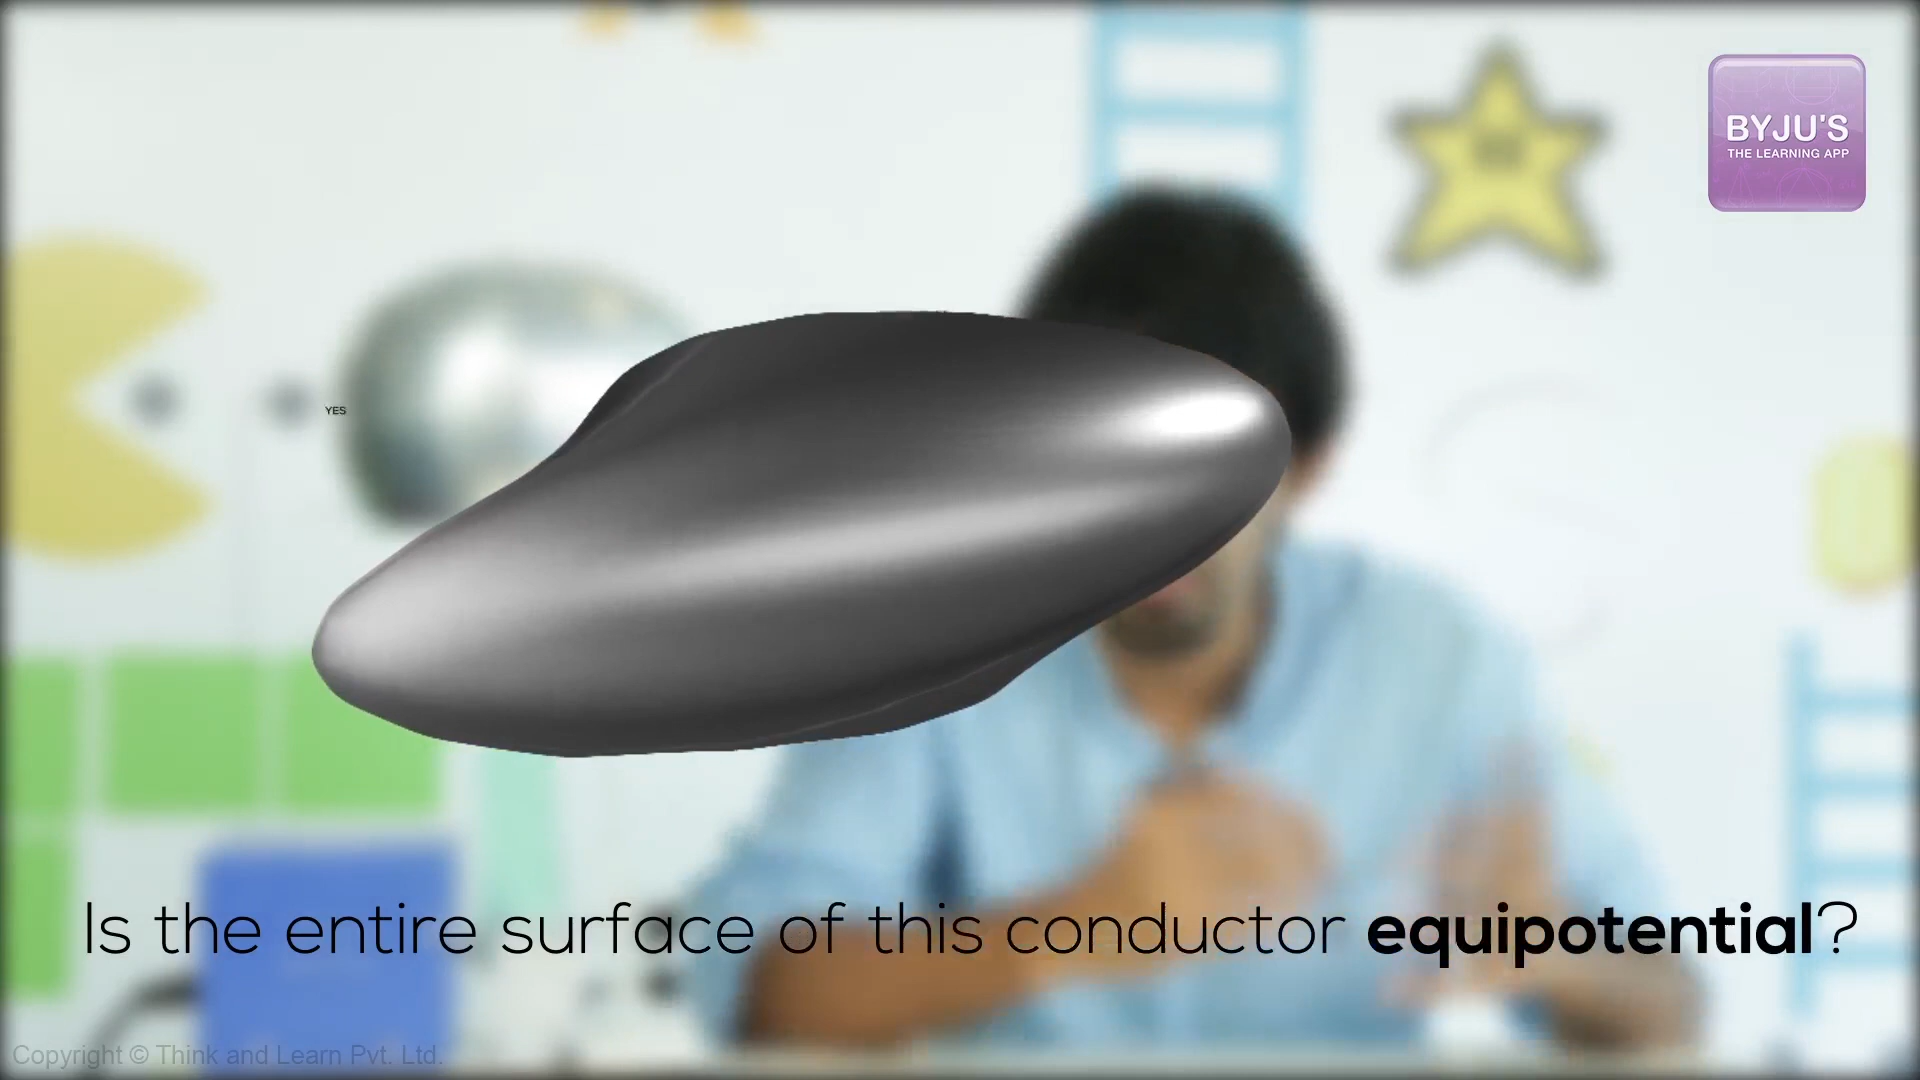 BYJU'S
THE LEARNING APP
YES
Is the entire surface of this conductor equipotential?
Copyright © Think and Learn Pvt. Ltd.